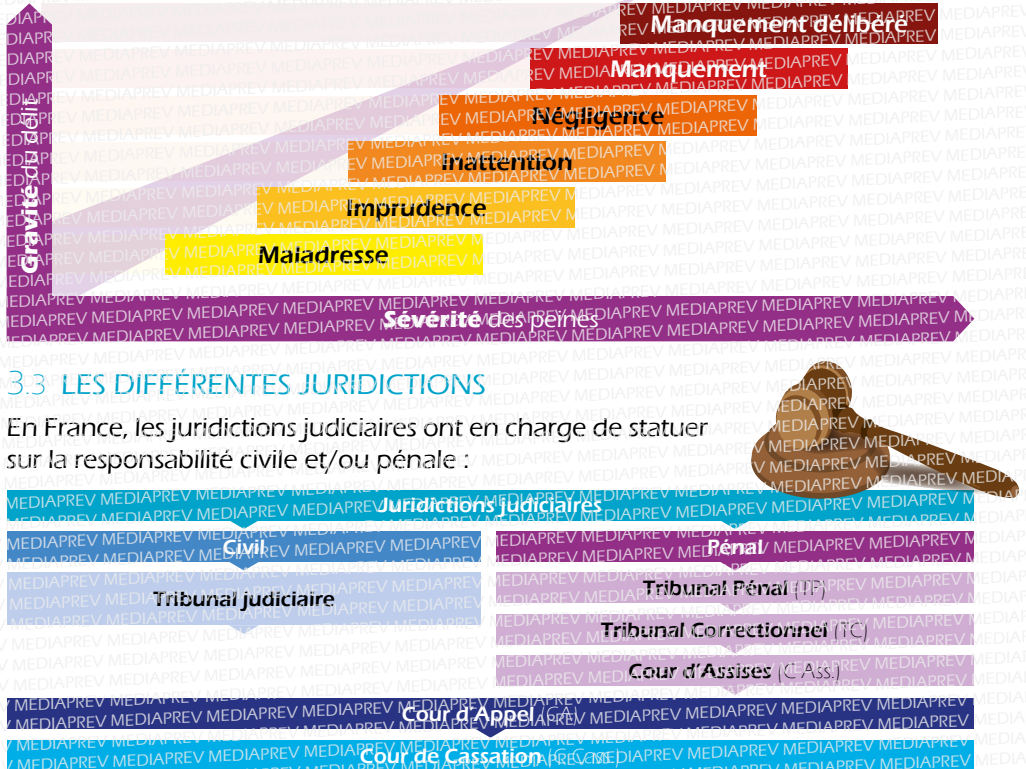 Manquement délibéré
Manquement
Négligence
Inattention
Imprudence
Maladresse
Gravité du délit
Sévérité des peines
3.3 LES DIFFÉRENTES JURIDICTIONS
En France, les juridictions judiciaires ont en charge de statuer
sur la responsabilité civile et/ou pénale :
Juridictions judiciaires
Civil
Pénal
Tribunal judiciaire
Tribunal Pénal (TP)
Tribunal Correctionnel (TC)
Cour d'Assises (C Ass.)
Cour d'Appel (CA)
Cour de Cassation
MEDIAPREV